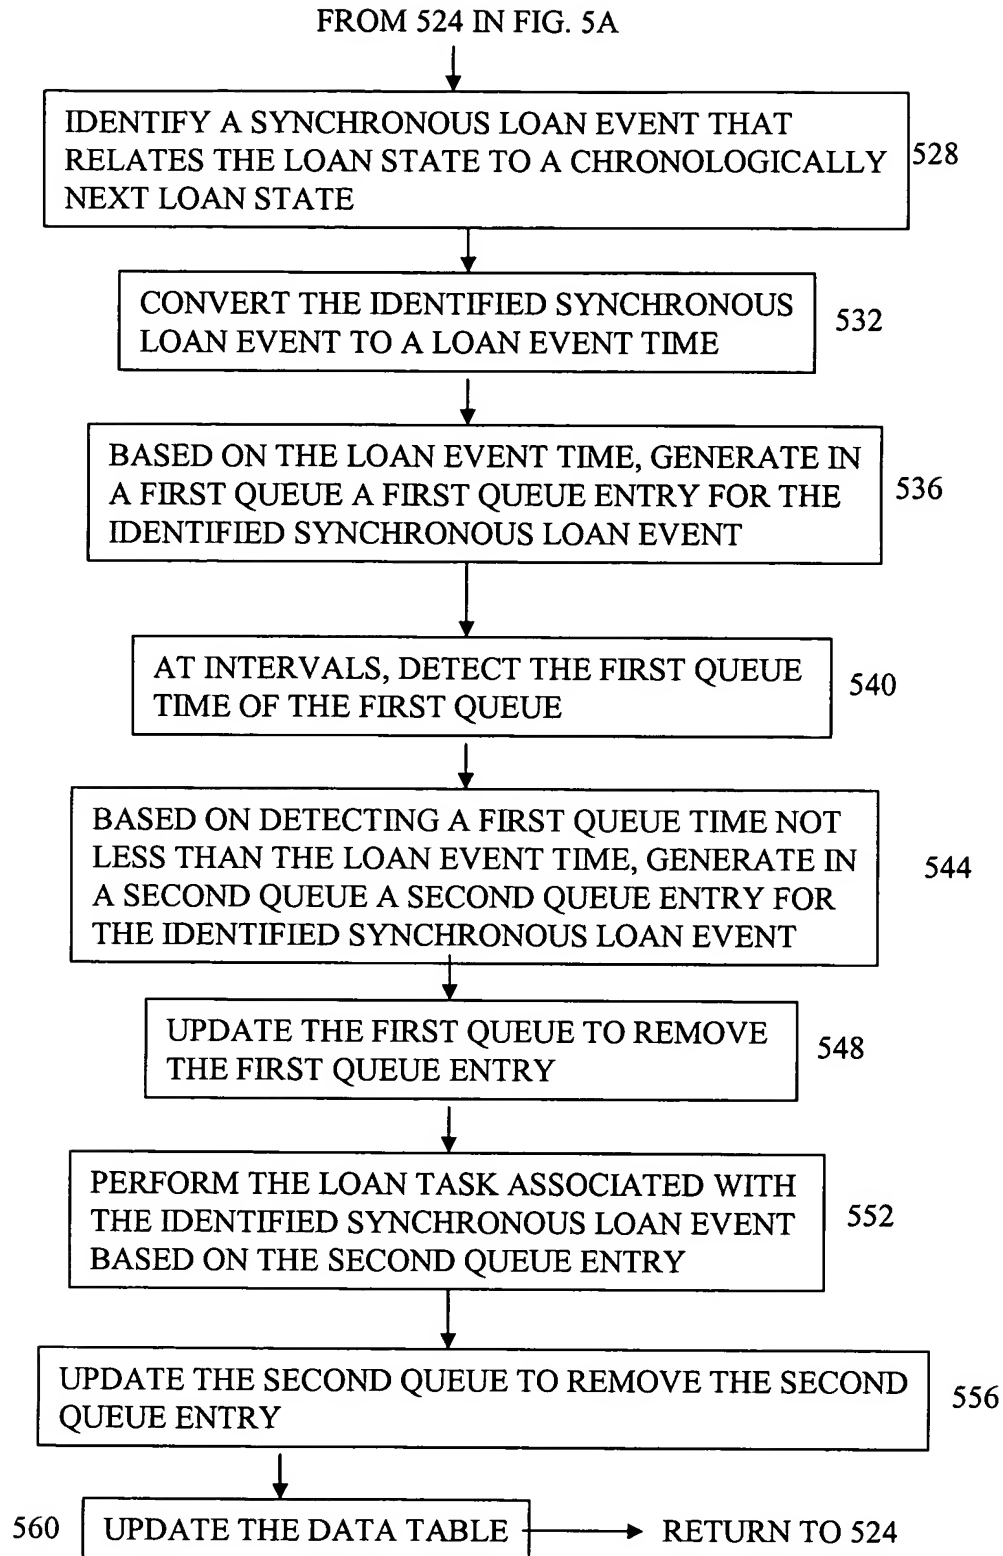 FROM 524 IN FIG. 5A
IDENTIFY A SYNCHRONOUS LOAN EVENT THAT
RELATES THE LOAN STATE TO A CHRONOLOGICALLY
NEXT LOAN STATE
528
CONVERT THE IDENTIFIED SYNCHRONOUS
LOAN EVENT TO A LOAN EVENT TIME
532
BASED ON THE LOAN EVENT TIME, GENERATE IN
A FIRST QUEUE A FIRST QUEUE ENTRY FOR THE
IDENTIFIED SYNCHRONOUS LOAN EVENT
536
AT INTERVALS, DETECT THE FIRST QUEUE
TIME OF THE FIRST QUEUE
540
BASED ON DETECTING A FIRST QUEUE TIME NOT
LESS THAN THE LOAN EVENT TIME, GENERATE IN
A SECOND QUEUE A SECOND QUEUE ENTRY FOR
THE IDENTIFIED SYNCHRONOUS LOAN EVENT
544
UPDATE THE FIRST QUEUE TO REMOVE
THE FIRST QUEUE ENTRY
548
PERFORM THE LOAN TASK ASSOCIATED WITH
THE IDENTIFIED SYNCHRONOUS LOAN EVENT
BASED ON THE SECOND QUEUE ENTRY
552
UPDATE THE SECOND QUEUE TO REMOVE THE SECOND
QUEUE ENTRY
556
560
UPDATE THE DATA TABLE
RETURN TO 524